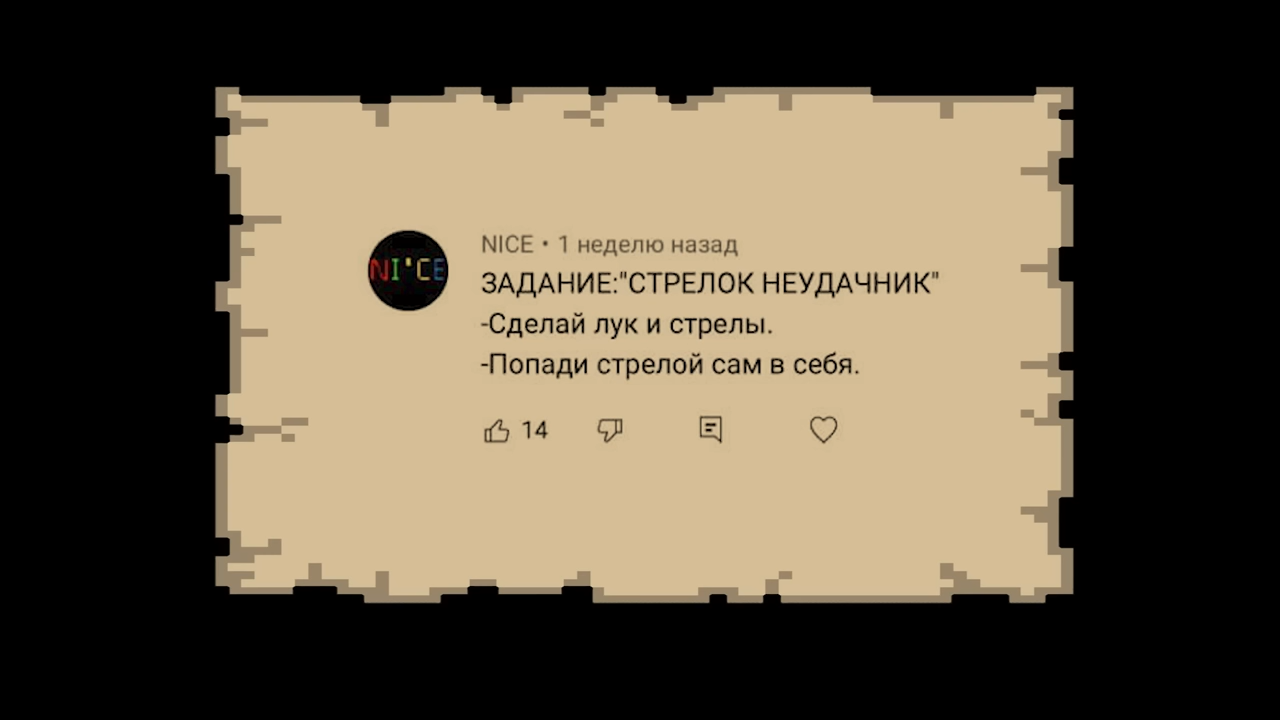 NI'CE
NICE • 1 неделю назад
ЗАДАНИЕ:"СТРЕЛОК НЕУДАЧНИК"
-Сделай лук и стрелы.
-Попади стрелой сам в себя.
14